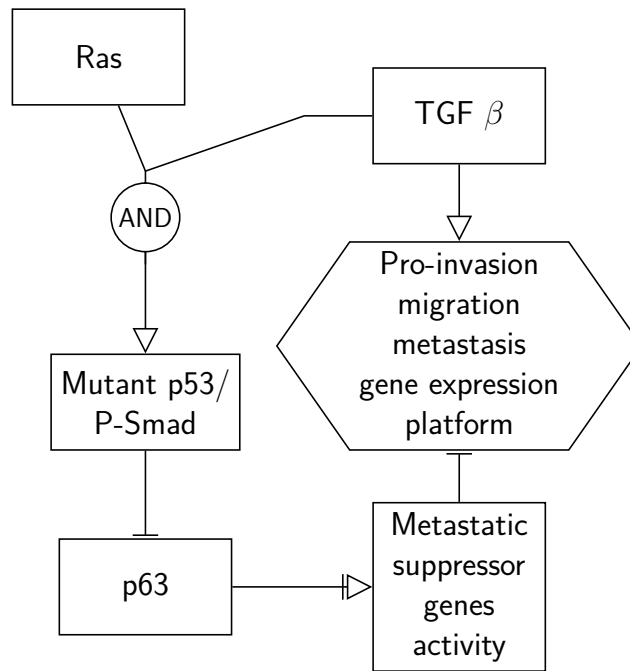 Ras
TGF β
AND
Pro-invasion
migration
metastasis
gene expression
platform
Mutant p53/
P-Smad
p63
Metastatic
suppressor
genes
activity